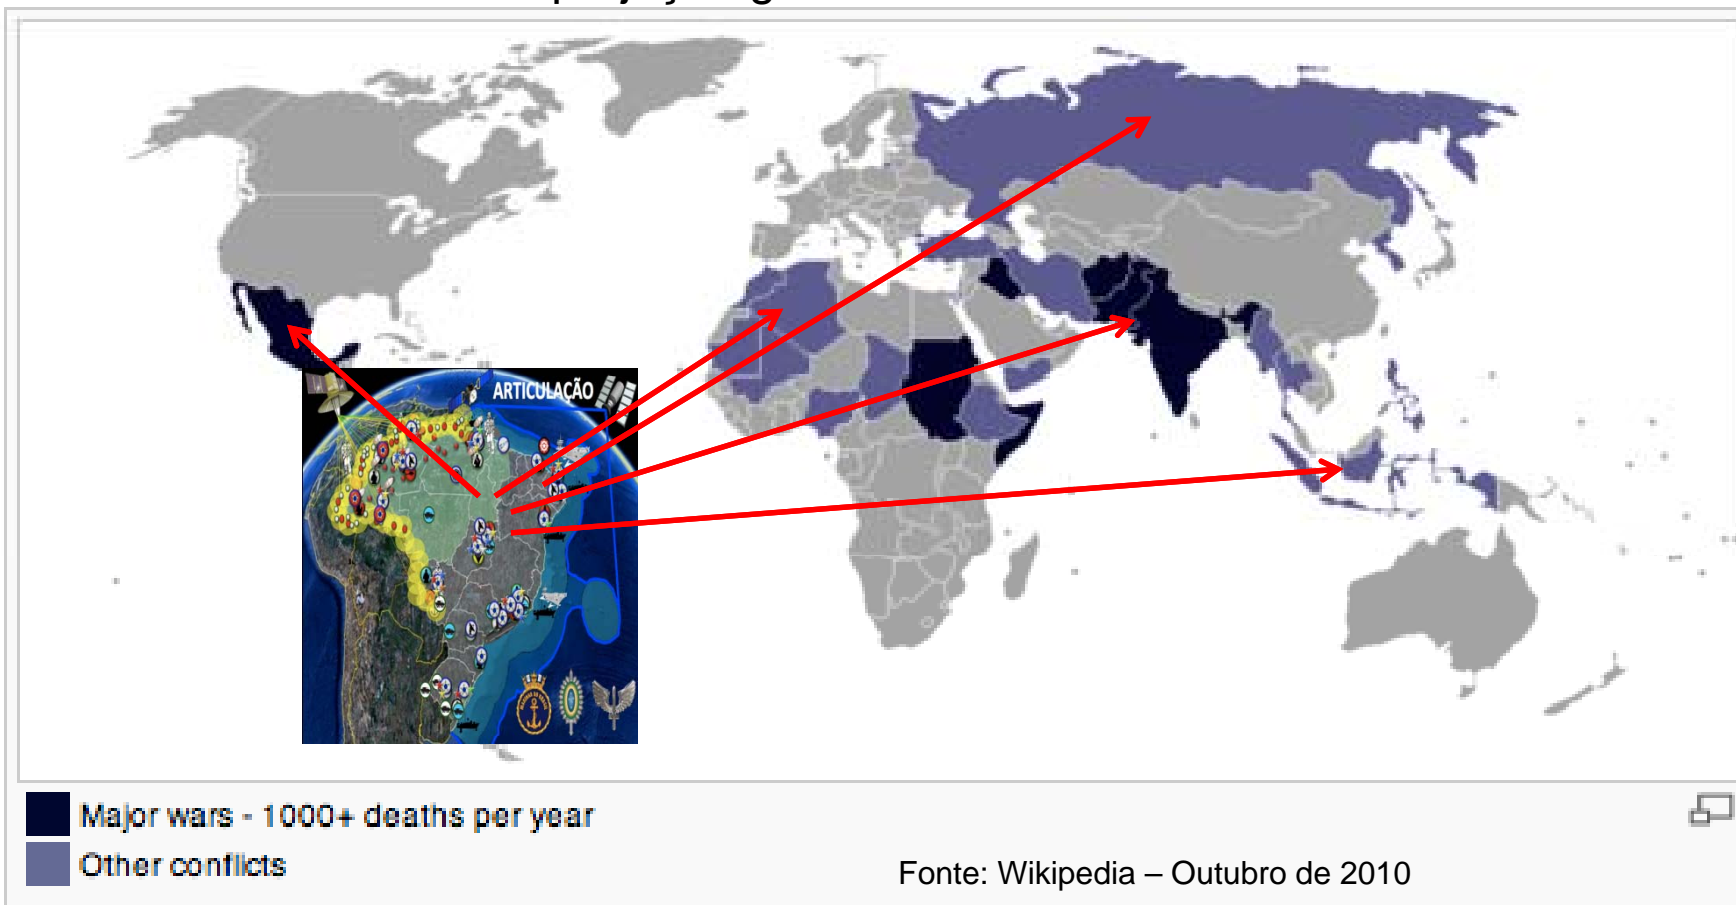 ARTICULAÇÃO
Major wars - 1000+ deaths per year
Other conflicts
Fonte: Wikipedia – Outubro de 2010